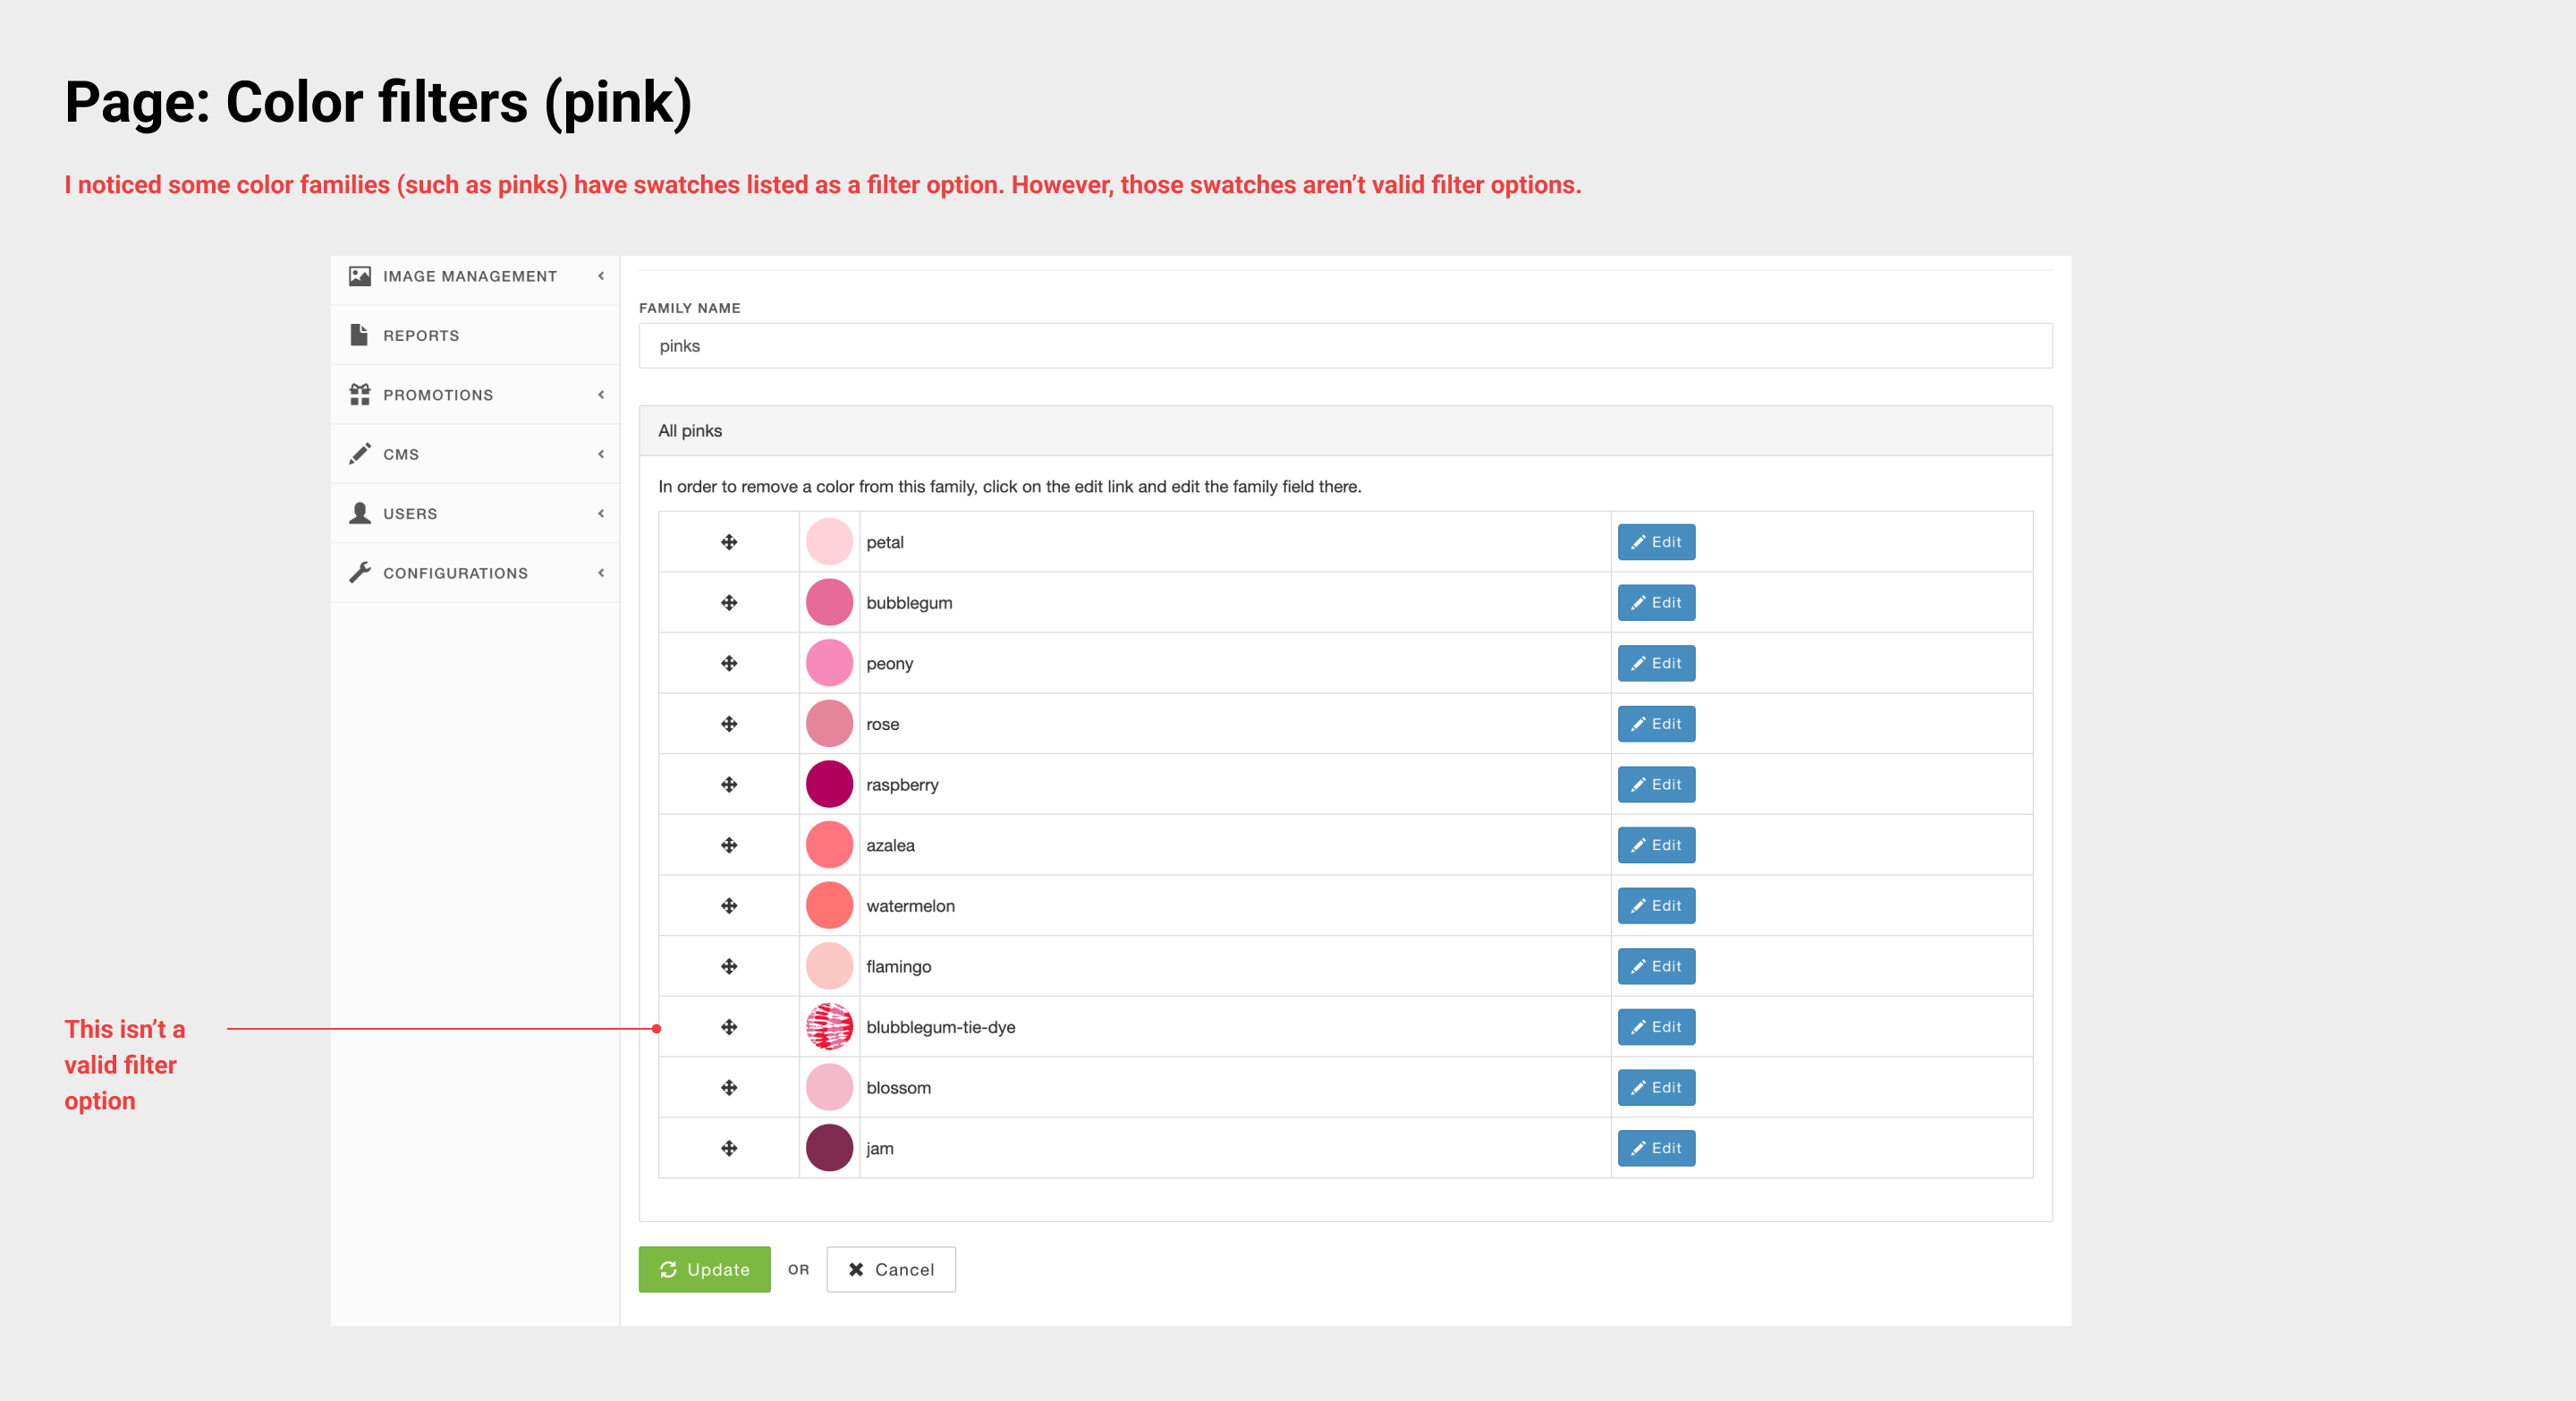 Page: Color filters (pink)
I noticed some color families (such as pinks) have swatches listed as a filter option. However, those swatches aren’t valid filter options.
IMAGE MANAGEMENT
REPORTS
PROMOTIONS
CMS
USERS
CONFIGURATIONS
FAMILY NAME
pinks
All pinks
In order to remove a color from this family, click on the edit link and edit the family field there.
petal Edit
bubblegum Edit
peony Edit
rose Edit
raspberry Edit
azalea Edit
watermelon Edit
flamingo Edit
This isn’t a
valid filter
option
blubblegum-tie-dye Edit
blossom Edit
jam Edit
Update OR Cancel